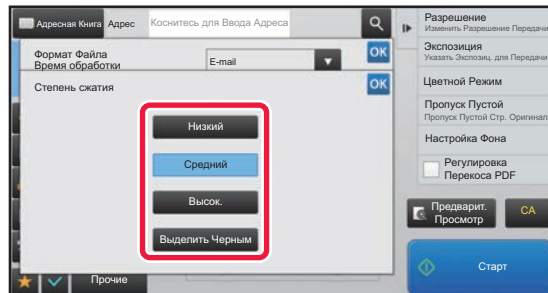 Адресная Книга
Адрес
Коснитесь для Ввода Адреса
Формат Файла
Время обработки
E-mail
OK
Степень сжатия
OK
Низкий
Средний
Высок.
Выделить Черным
Прочие
Разрешение
Изменить Разрешение Передачи
Экспозиция
Указать Экспозиц. для Передачи
Цветной Режим
Пропуск Пустой
Пропуск Пустой Стр. Оригинал
Настройка Фона
Регулировка
Перекоса PDF
Предварит.
Просмотр
CA
Старт